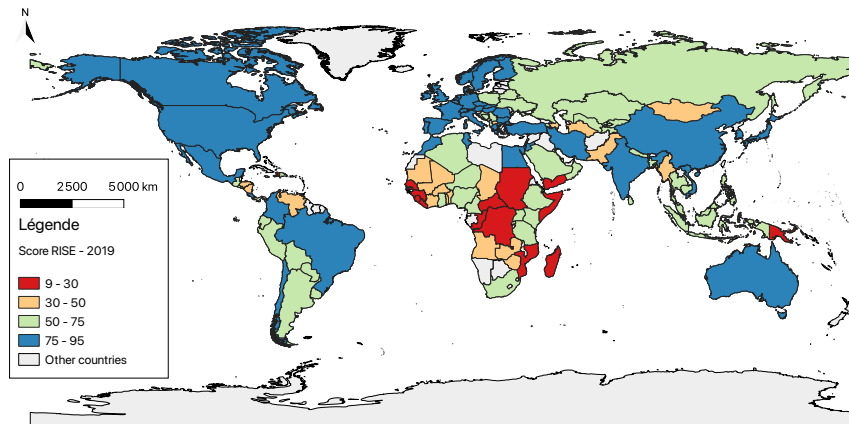 N
0 2500 5000 km
Légende
Score RISE - 2019
9 - 30
30 - 50
50 - 75
75 - 95
Other countries